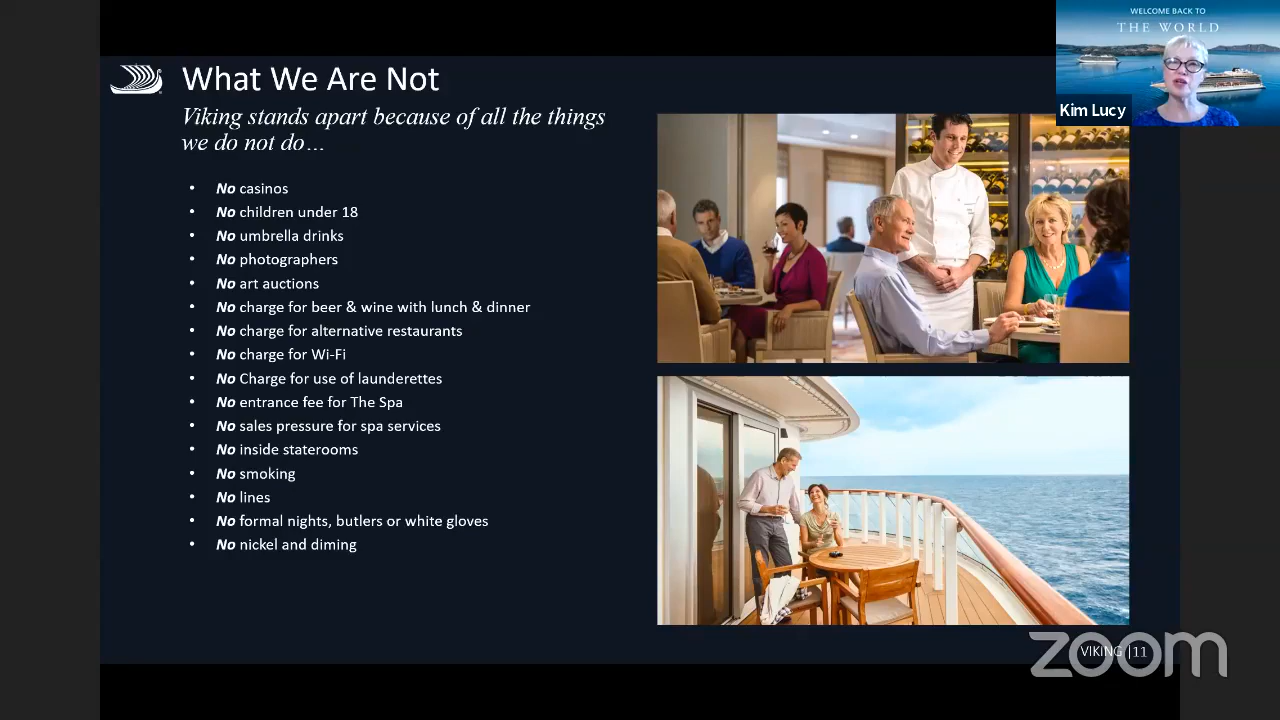 WELCOME BACK TO
THE WORLD
Kim Lucy
What We Are Not
Viking stands apart because of all the things
we do not do...
• No casinos
• No children under 18
• No umbrella drinks
• No photographers
• No art auctions
• No charge for beer & wine with lunch & dinner
• No charge for alternative restaurants
• No charge for Wi-Fi
• No Charge for use of launderettes
• No entrance fee for The Spa
• No sales pressure for spa services
• No inside staterooms
• No smoking
• No lines
• No formal nights, butlers or white gloves
• No nickel and diming
VIKING | 11
zoom